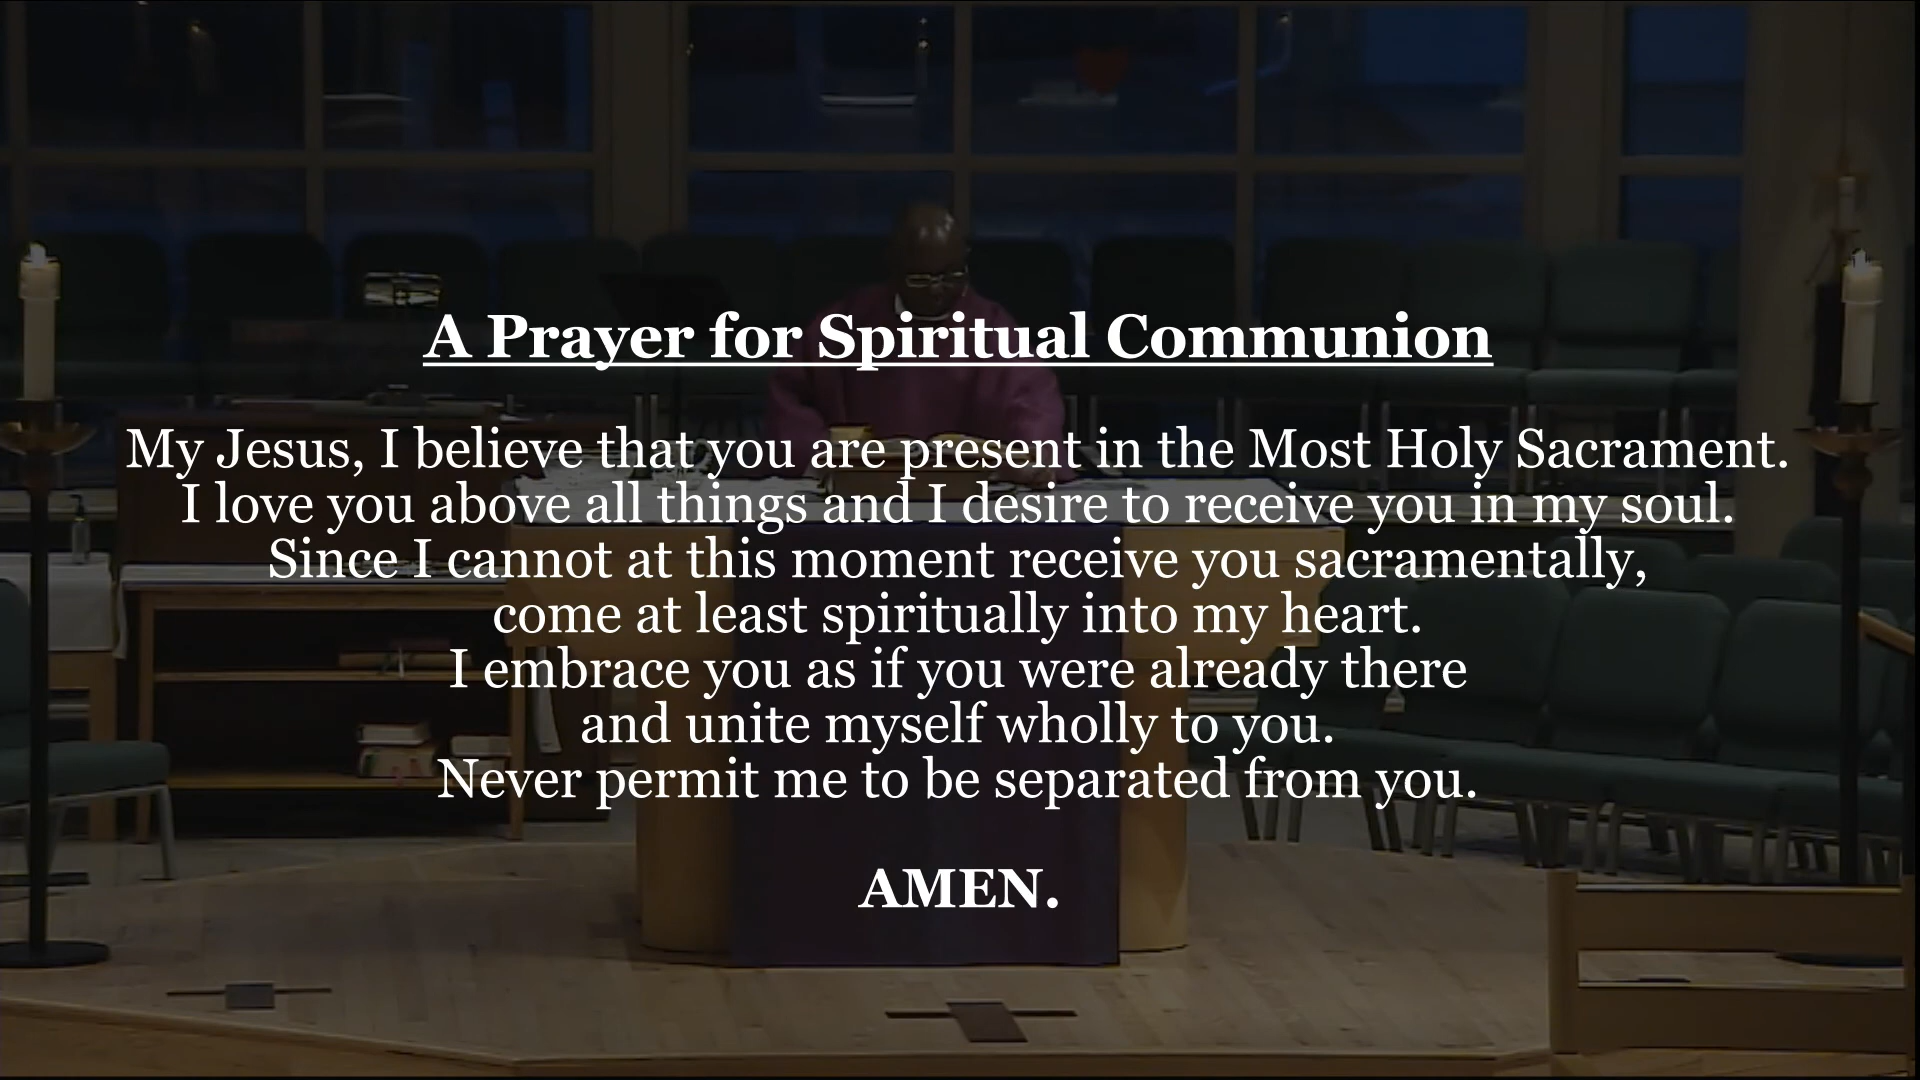 A Prayer for Spiritual Communion
My Jesus, I believe that you are present in the Most Holy Sacrament.
I love you above all things and I desire to receive you in my soul.
Since I cannot at this moment receive you sacramentally,
come at least spiritually into my heart.
I embrace you as if you were already there
and unite myself wholly to you.
Never permit me to be separated from you.
AMEN.